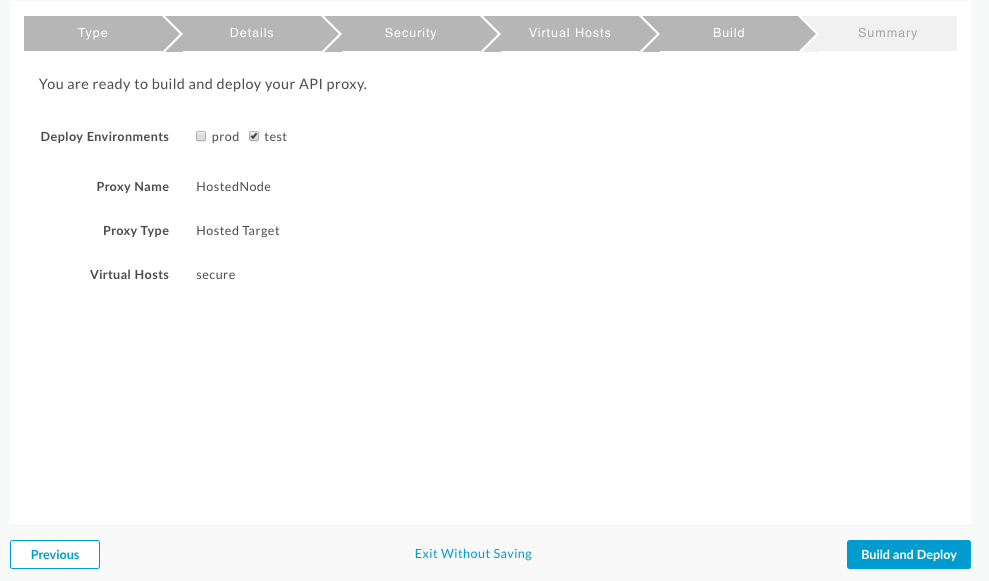 Type Details Security Virtual Hosts Build Summary
You are ready to build and deploy your API proxy.
Deploy Environments prod test
Proxy Name HostedNode
Proxy Type Hosted Target
Virtual Hosts secure
Previous Exit Without Saving Build and Deploy